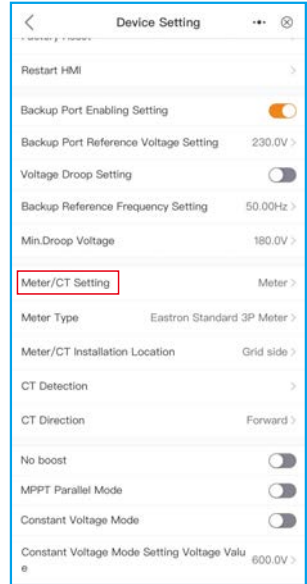 Device Setting
Factory Reset
Restart HMI
Backup Port Enabling Setting
Backup Port Reference Voltage Setting 230.0V
Voltage Droop Setting
Backup Reference Frequency Setting 50.00Hz
Min.Droop Voltage 180.0V
Meter/CT Setting Meter
Meter Type Eastron Standard 3P Meter
Meter/CT Installation Location Grid side
CT Detection
CT Direction Forward
No boost
MPPT Parallel Mode
Constant Voltage Mode
Constant Voltage Mode Setting Voltage Valu 600.0V
e